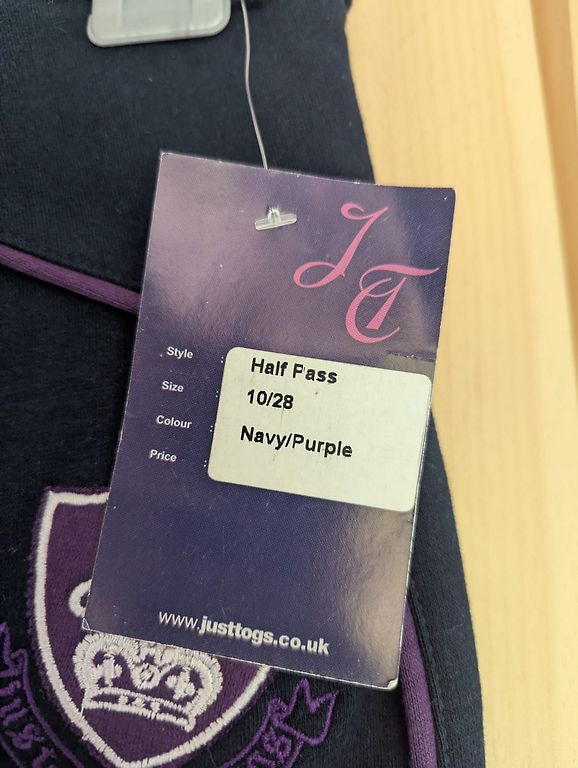 JT
Style : Half Pass
Size : 10/28
Colour : Navy/Purple
Price :
www.justtogs.co.uk